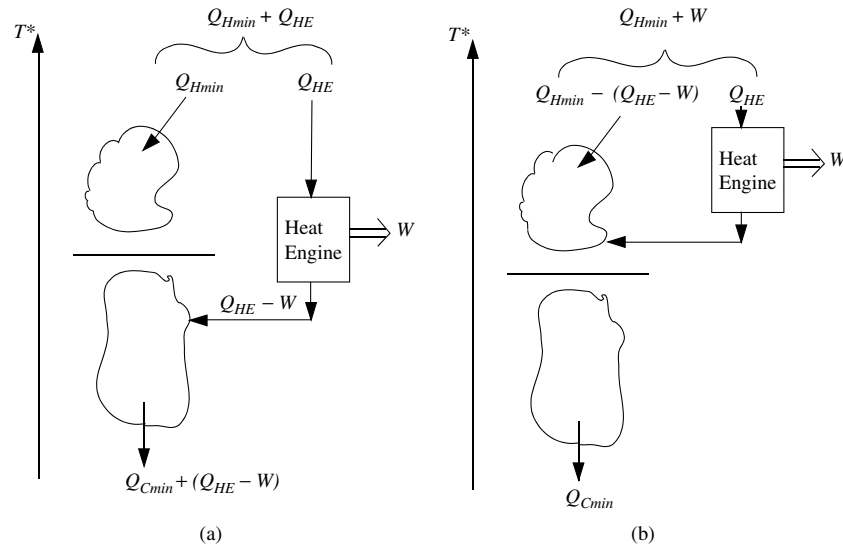 T*
Q_Hmin + Q_HE
Q_Hmin
Q_HE
Heat
Engine
W
Q_HE – W
Q_Cmin + (Q_HE – W)
(a)
T*
Q_Hmin + W
Q_Hmin – (Q_HE – W)
Q_HE
Heat
Engine
W
Q_Cmin
(b)